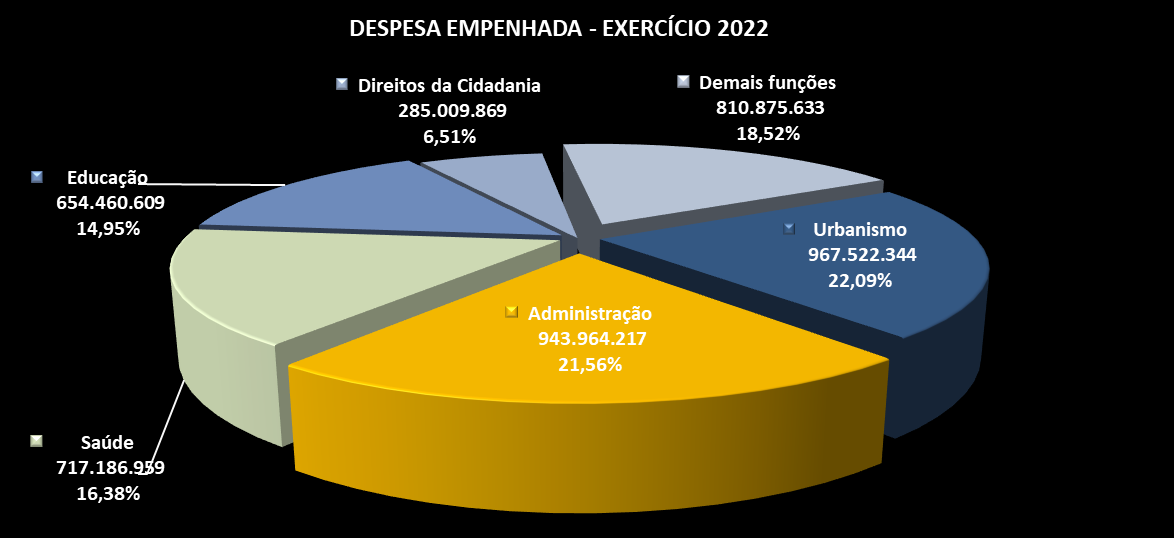 DESPESA EMPENHADA - EXERCÍCIO 2022
Direitos da Cidadania
285.009.869
6,51%
Demais funções
810.875.633
18,52%
Educação
654.460.609
14,95%
Urbanismo
967.522.344
22,09%
Administração
943.964.217
21,56%
Saúde
717.186.959
16,38%